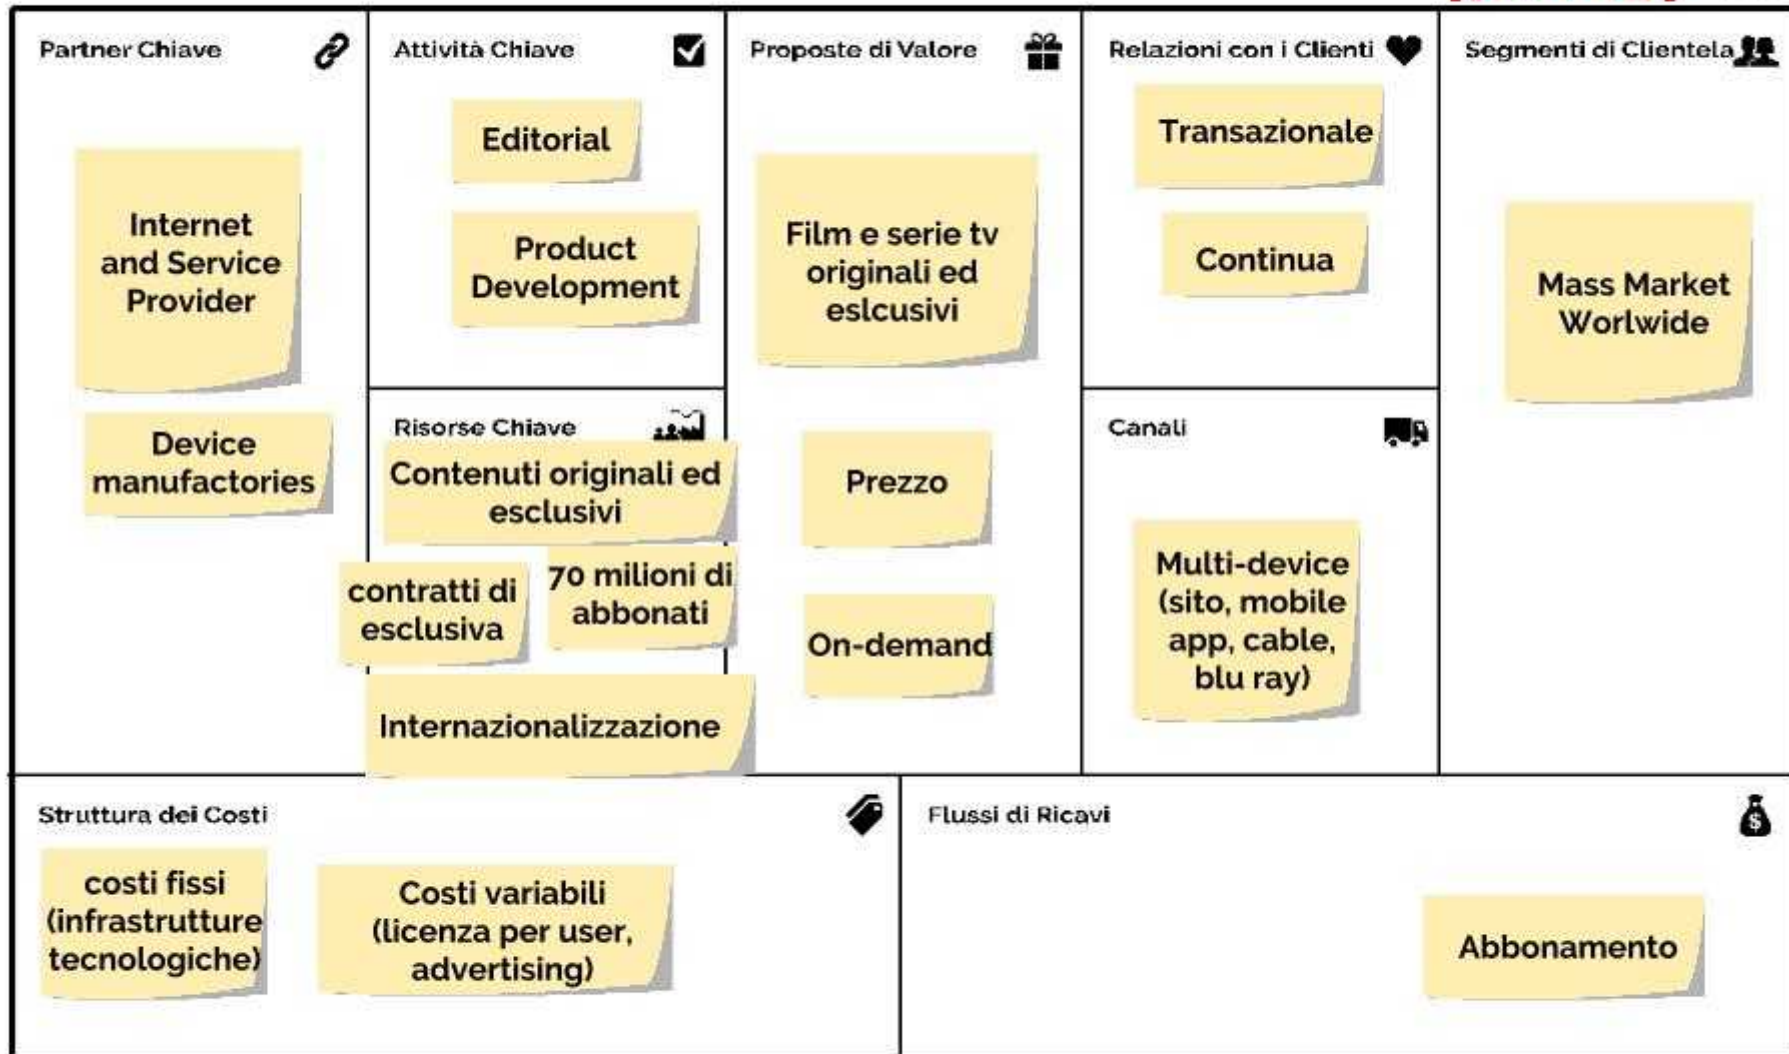 Partner Chiave
Internet
and Service
Provider
Device
manufactories
Attività Chiave
Editorial
Product
Development
Risorse Chiave
Contenuti originali ed
esclusivi
contratti di
esclusiva
70 milioni di
abbonati
Internazionalizzazione
Proposte di Valore
Film e serie tv
originali ed
eslcusivi
Prezzo
On-demand
Relazioni con i Clienti
Transazionale
Continua
Canali
Multi-device
(sito, mobile
app, cable,
blu ray)
Segmenti di Clientela
Mass Market
Worlwide
Struttura dei Costi
costi fissi
(infrastrutture
tecnologiche)
Costi variabili
(licenza per user,
advertising)
Flussi di Ricavi
$
Abbonamento